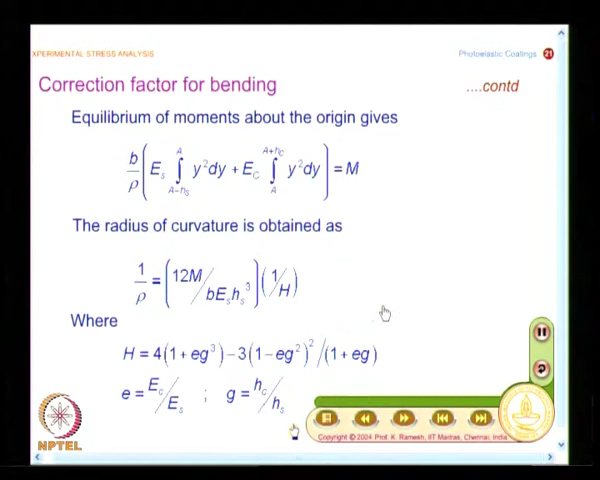 XPERIMENTAL STRESS ANALYSIS
Photoelastic Coatings 21
Correction factor for bending
....contd
Equilibrium of moments about the origin gives
b/ρ ( E_s ∫_{A−h_s}^{A} y²dy + E_C ∫_{A}^{A+h_C} y²dy ) = M
The radius of curvature is obtained as
1/ρ = [ 12M / bE_s h_s³ ] ( 1/H )
Where
H = 4(1 + eg³) − 3(1 − eg²)² / (1 + eg)
e = E_C/E_s ; g = h_c/h_s
NPTEL
Copyright © 2004 Prof. K. Ramesh, IIT Madras, Chennai, India